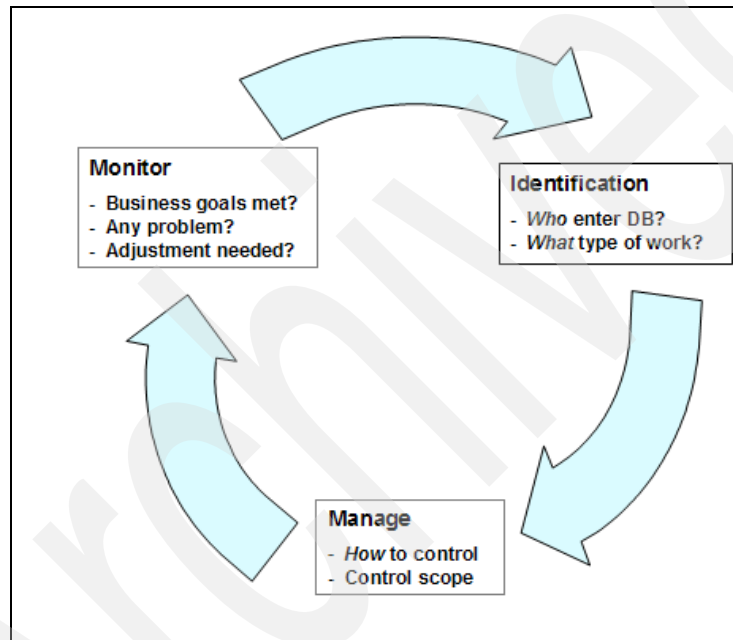 Monitor
- Business goals met?
- Any problem?
- Adjustment needed?
Identification
- Who enter DB?
- What type of work?
Manage
- How to control
- Control scope